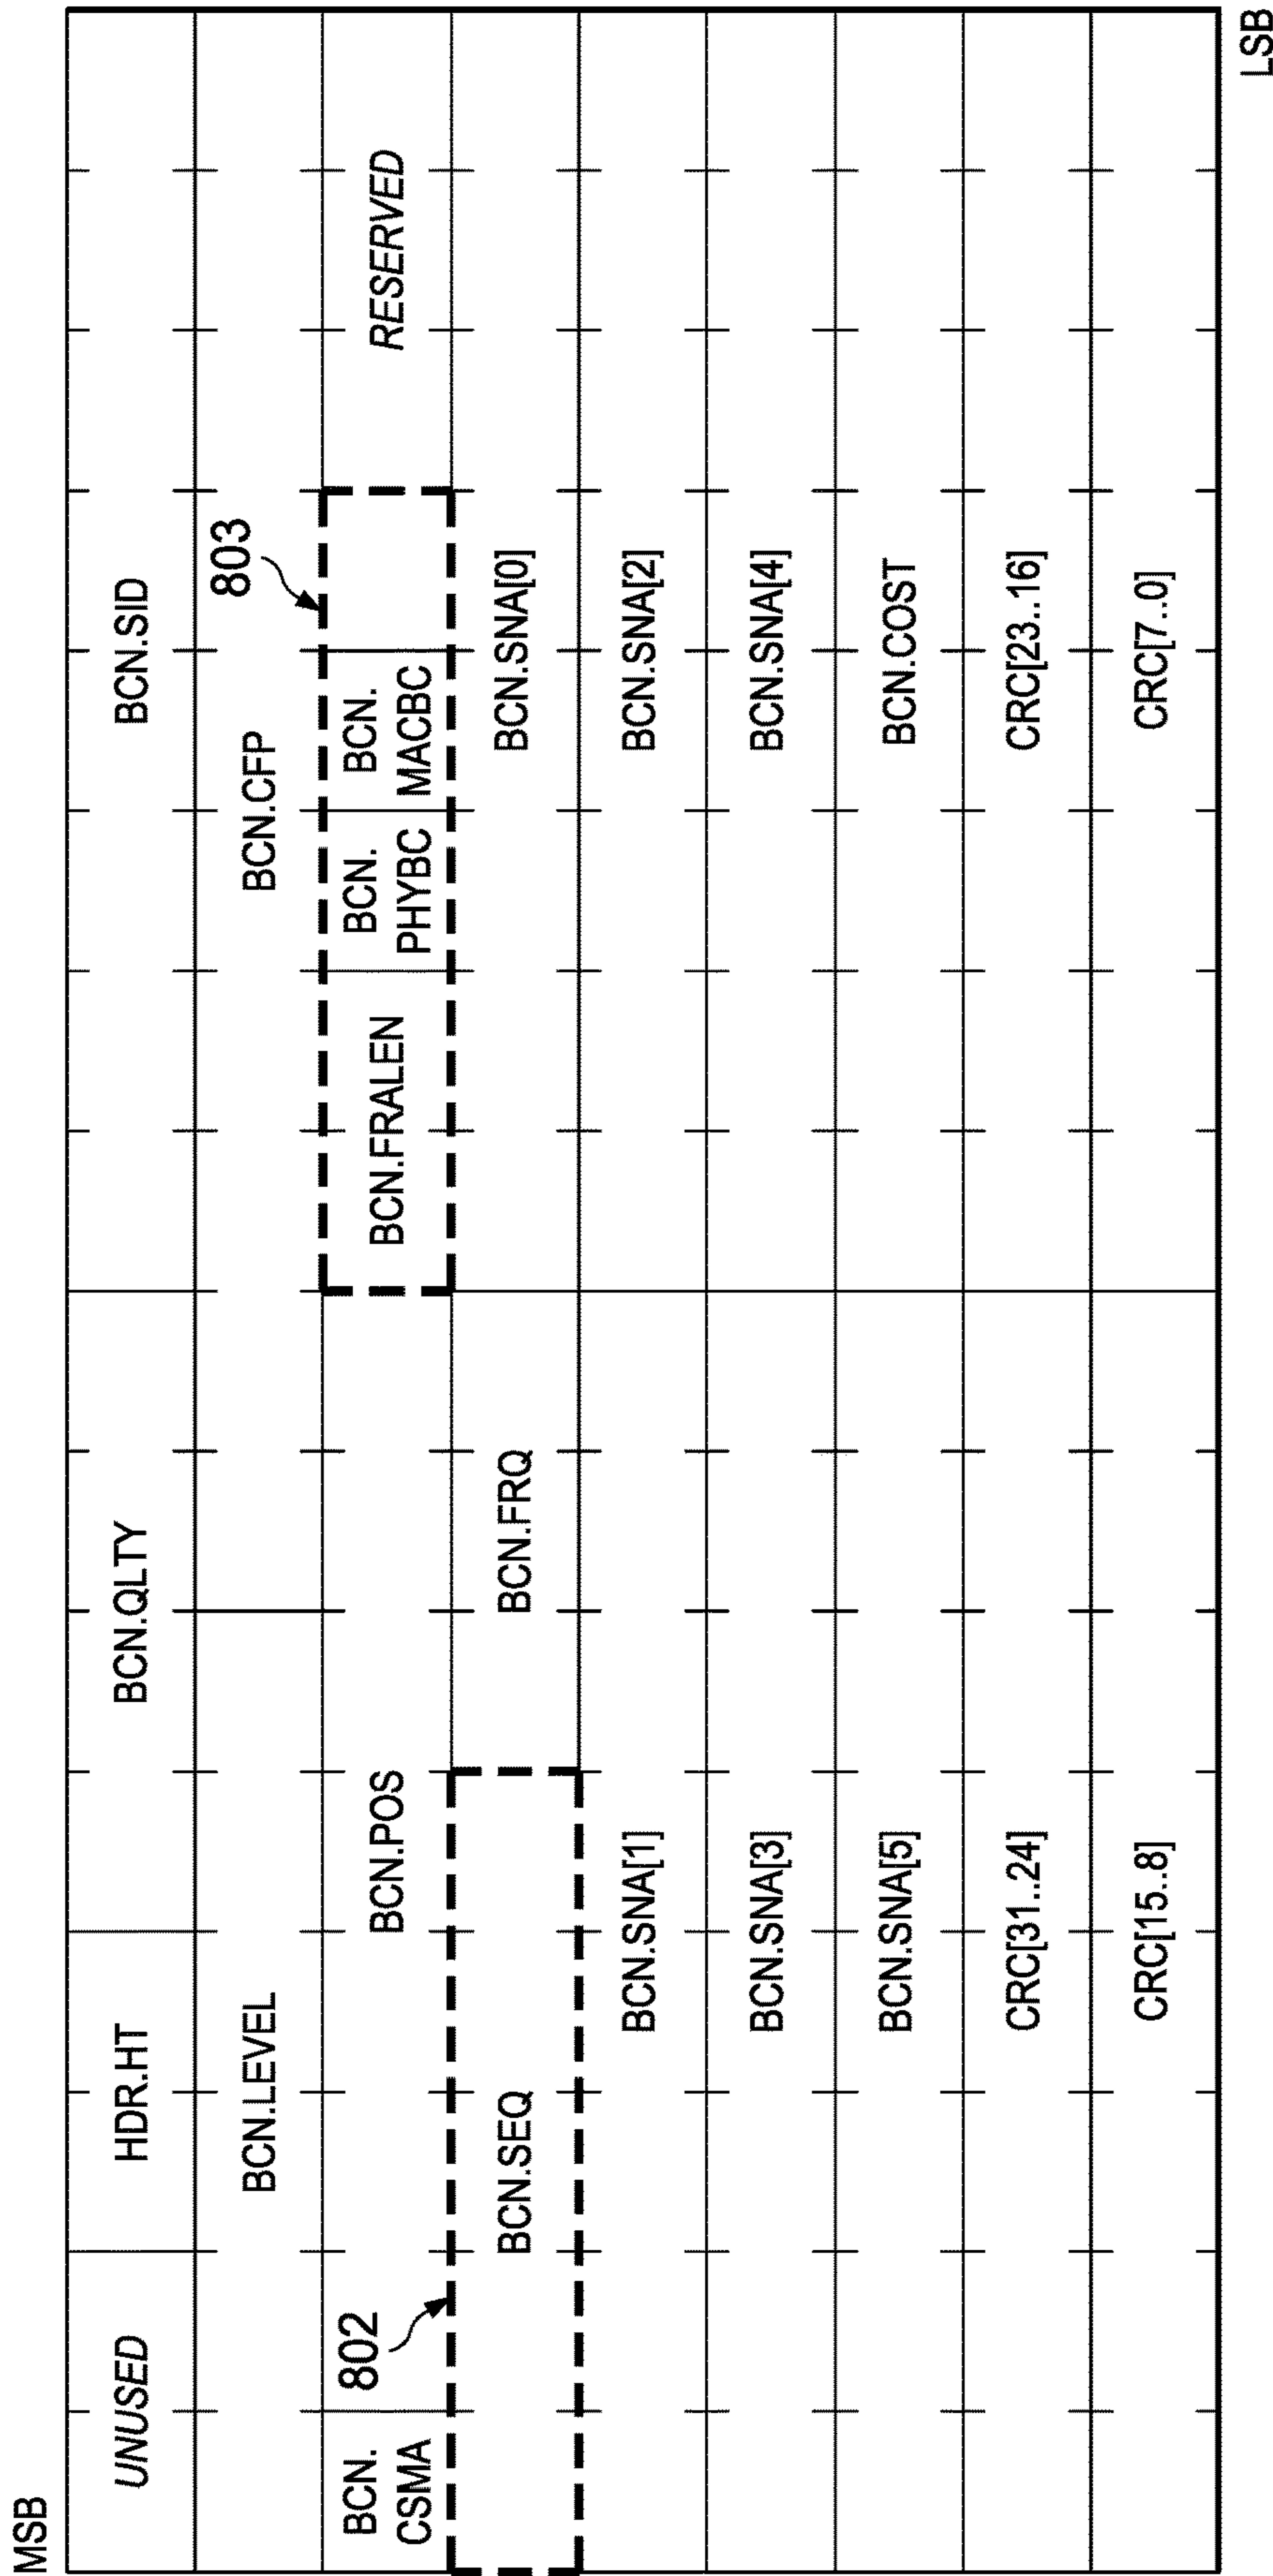 MSB
UNUSED
HDR.HT
BCN.QLTY
BCN.SID
BCN.LEVEL
BCN.CFP
BCN.
CSMA
BCN.POS
BCN.FRALEN
BCN.
PHYBC
BCN.
MACBC
803
RESERVED
802
BCN.SEQ
BCN.FRQ
BCN.SNA[0]
BCN.SNA[1]
BCN.SNA[2]
BCN.SNA[3]
BCN.SNA[4]
BCN.SNA[5]
BCN.COST
CRC[31..24]
CRC[23..16]
CRC[15..8]
CRC[7..0]
LSB